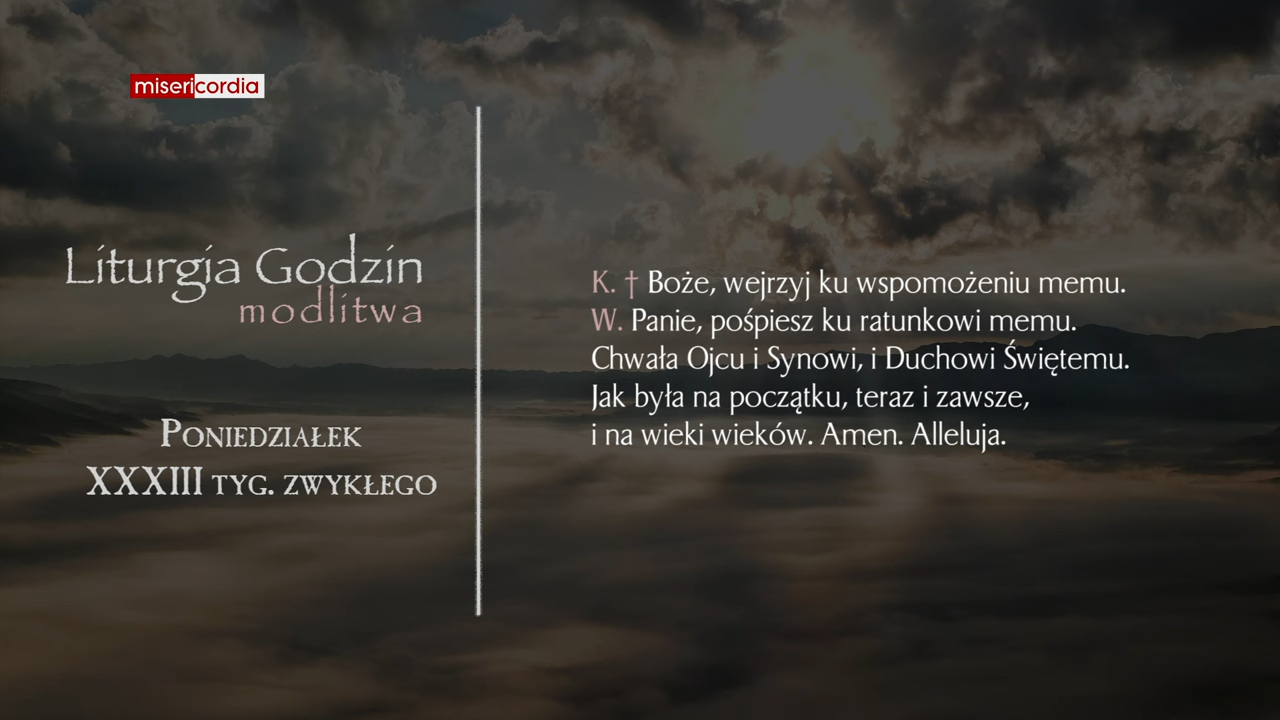 misericordia
Liturgia Godzin
modlitwa
Poniedziałek
XXXIII tyg. zwykłego
K. † Boże, wejrzyj ku wspomożeniu memu.
W. Panie, pośpiesz ku ratunkowi memu.
Chwała Ojcu i Synowi, i Duchowi Świętemu.
Jak była na początku, teraz i zawsze,
i na wieki wieków. Amen. Alleluja.